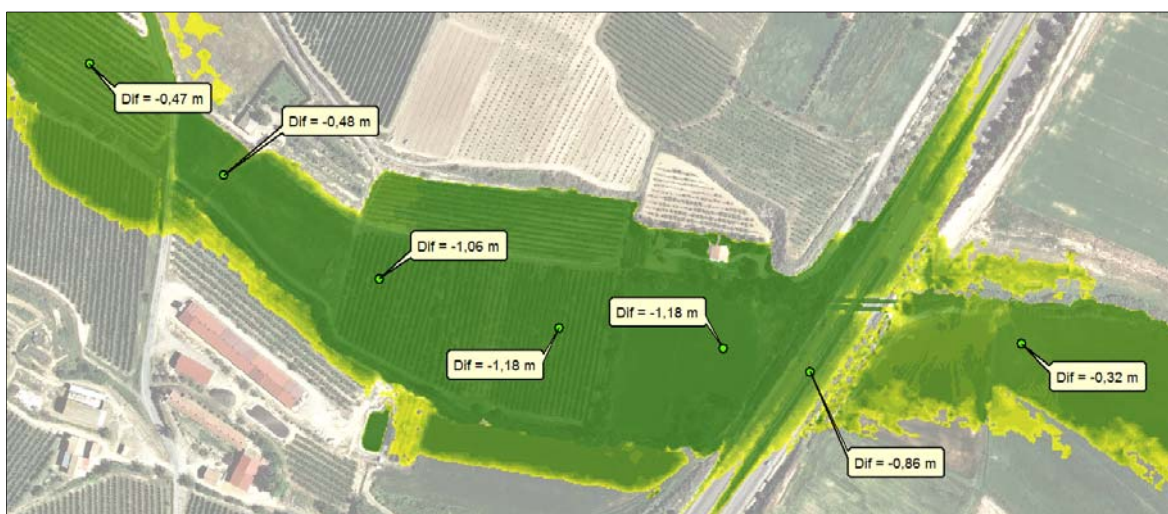 Dif = -0,47 m
Dif = -0,48 m
Dif = -1,06 m
Dif = -1,18 m
Dif = -1,18 m
Dif = -0,86 m
Dif = -0,32 m